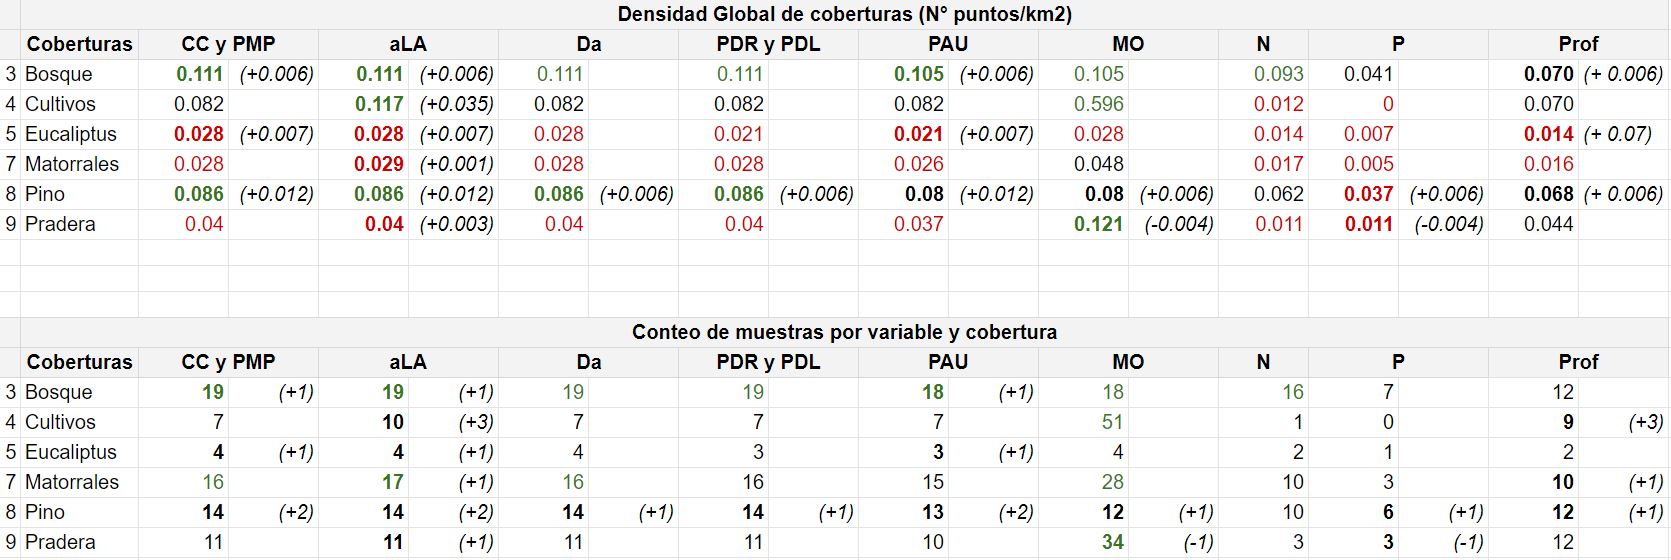 Densidad Global de coberturas (N° puntos/km2)
Coberturas CC y PMP aLA Da PDR y PDL PAU MO N P Prof
3 Bosque 0.111 (+0.006) 0.111 (+0.006) 0.111 0.111 0.105 (+0.006) 0.105 0.093 0.041 0.070 (+ 0.006)
4 Cultivos 0.082 0.117 (+0.035) 0.082 0.082 0.082 0.596 0.012 0 0.070
5 Eucaliptus 0.028 (+0.007) 0.028 (+0.007) 0.028 0.021 0.021 (+0.007) 0.028 0.014 0.007 0.014 (+ 0.07)
7 Matorrales 0.028 0.029 (+0.001) 0.028 0.028 0.026 0.048 0.017 0.005 0.016
8 Pino 0.086 (+0.012) 0.086 (+0.012) 0.086 (+0.006) 0.086 (+0.006) 0.08 (+0.012) 0.08 (+0.006) 0.062 0.037 (+0.006) 0.068 (+ 0.006)
9 Pradera 0.04 0.04 (+0.003) 0.04 0.04 0.037 0.121 (-0.004) 0.011 0.011 (-0.004) 0.044
Conteo de muestras por variable y cobertura
Coberturas CC y PMP aLA Da PDR y PDL PAU MO N P Prof
3 Bosque 19 (+1) 19 (+1) 19 19 18 (+1) 18 16 7 12
4 Cultivos 7 10 (+3) 7 7 7 51 1 0 9 (+3)
5 Eucaliptus 4 (+1) 4 (+1) 4 3 3 (+1) 4 2 1 2
7 Matorrales 16 17 (+1) 16 16 15 28 10 3 10 (+1)
8 Pino 14 (+2) 14 (+2) 14 (+1) 14 (+1) 13 (+2) 12 (+1) 10 6 (+1) 12 (+1)
9 Pradera 11 11 (+1) 11 11 10 34 (-1) 3 3 (-1) 12